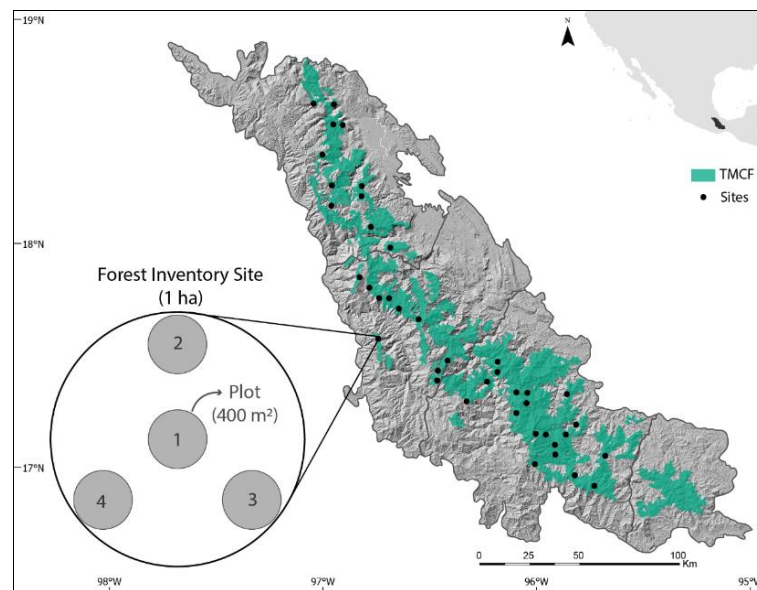 19°N
N
TMCF
Sites
18°N
Forest Inventory Site
(1 ha)
2
Plot
(400 m²)
1
4
3
17°N
0 25 50 100
Km
98°W 97°W 96°W 95°W